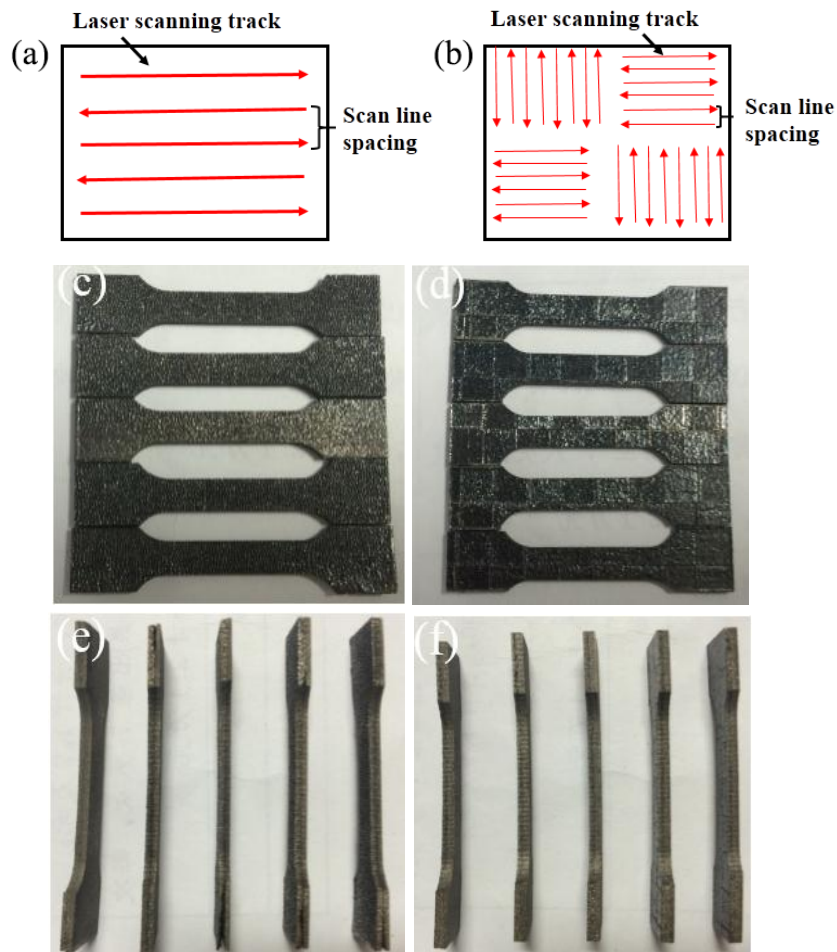 Laser scanning track
(a)
Scan line
spacing
Laser scanning track
(b)
Scan line
spacing
(c)
(d)
(e)
(f)